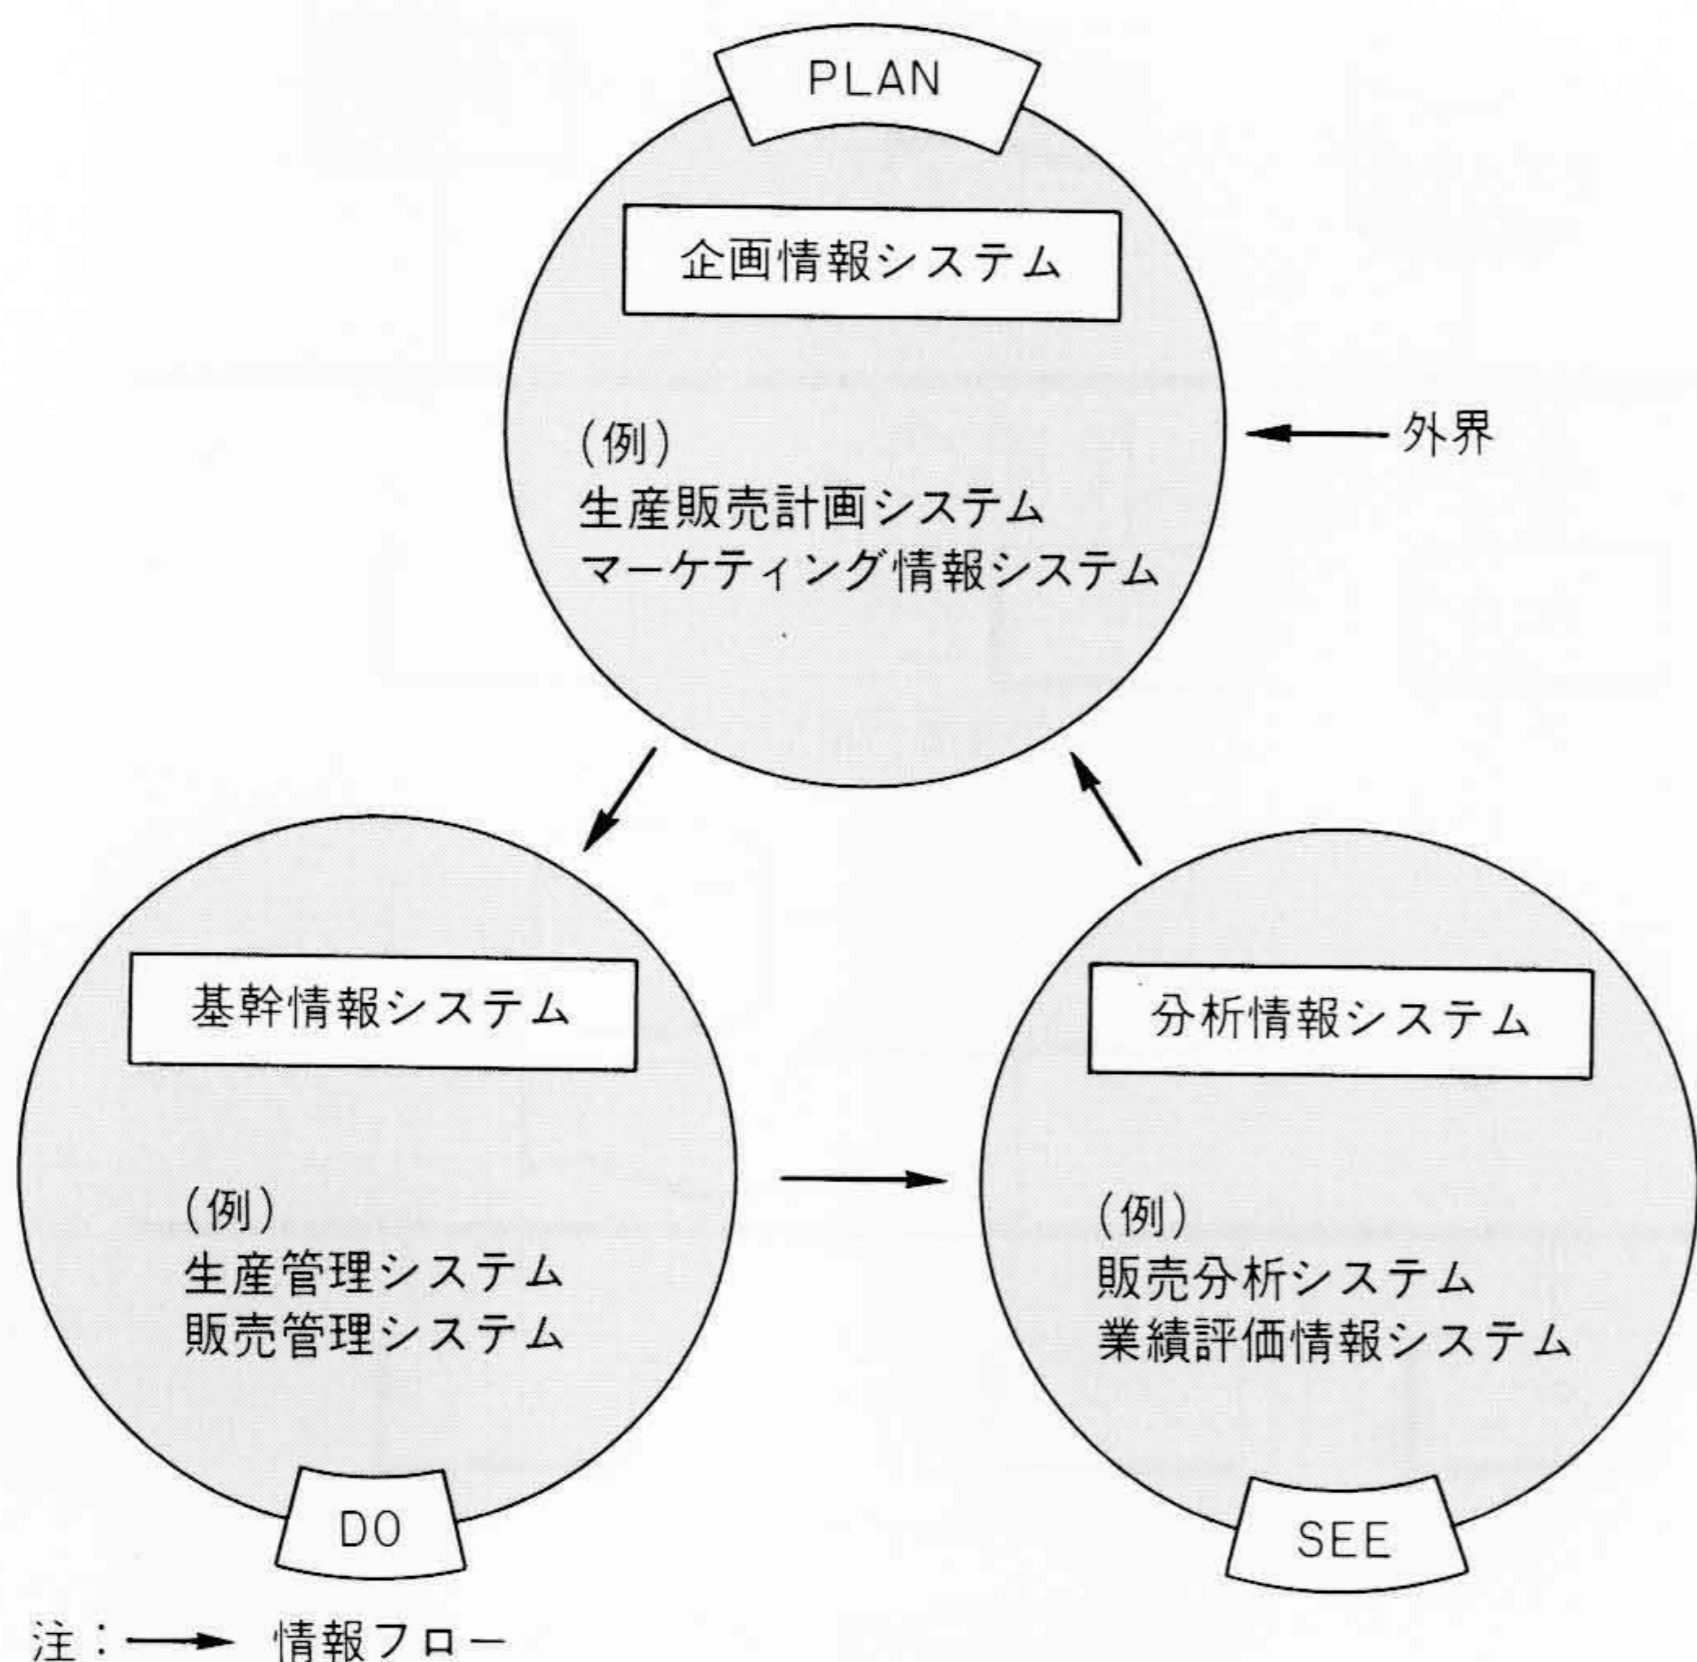 PLAN
企画情報システム
(例)
生産販売計画システム
マーケティング情報システム
外界
基幹情報システム
(例)
生産管理システム
販売管理システム
DO
分析情報システム
(例)
販売分析システム
業績評価情報システム
SEE
注：→ 情報フロー